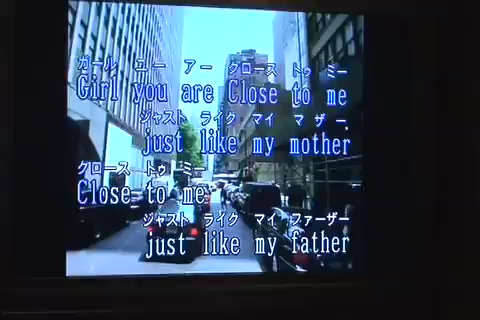 ガール ユー アー クロース トゥ ミー
Girl you are Close to me
ジャスト ライク マイ マザー
just like my mother
クロース トゥ ミー
Close to me
ジャスト ライク マイ ファーザー
just like my father